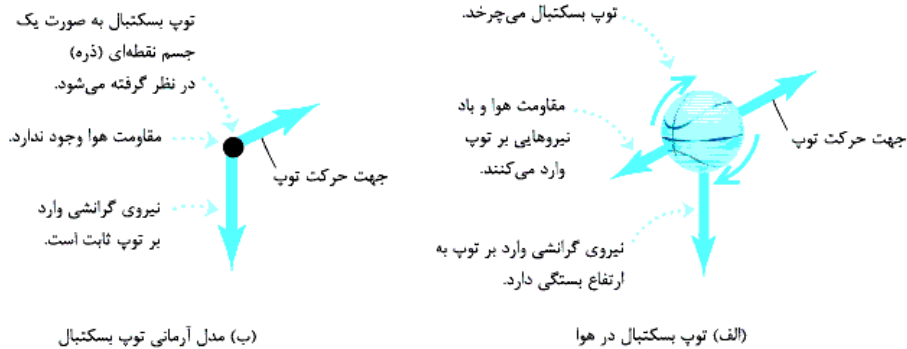 توپ بسکتبال می‌چرخد.
مقاومت هوا و باد
نیروهایی بر توپ
وارد می‌کنند.
جهت حرکت توپ
نیروی گرانشی وارد بر توپ به
ارتفاع بستگی دارد.
(الف) توپ بسکتبال در هوا
توپ بسکتبال به صورت یک
جسم نقطه‌ای (ذره)
در نظر گرفته می‌شود.
مقاومت هوا وجود ندارد.
جهت حرکت توپ
نیروی گرانشی وارد
بر توپ ثابت است.
(ب) مدل آرمانی توپ بسکتبال